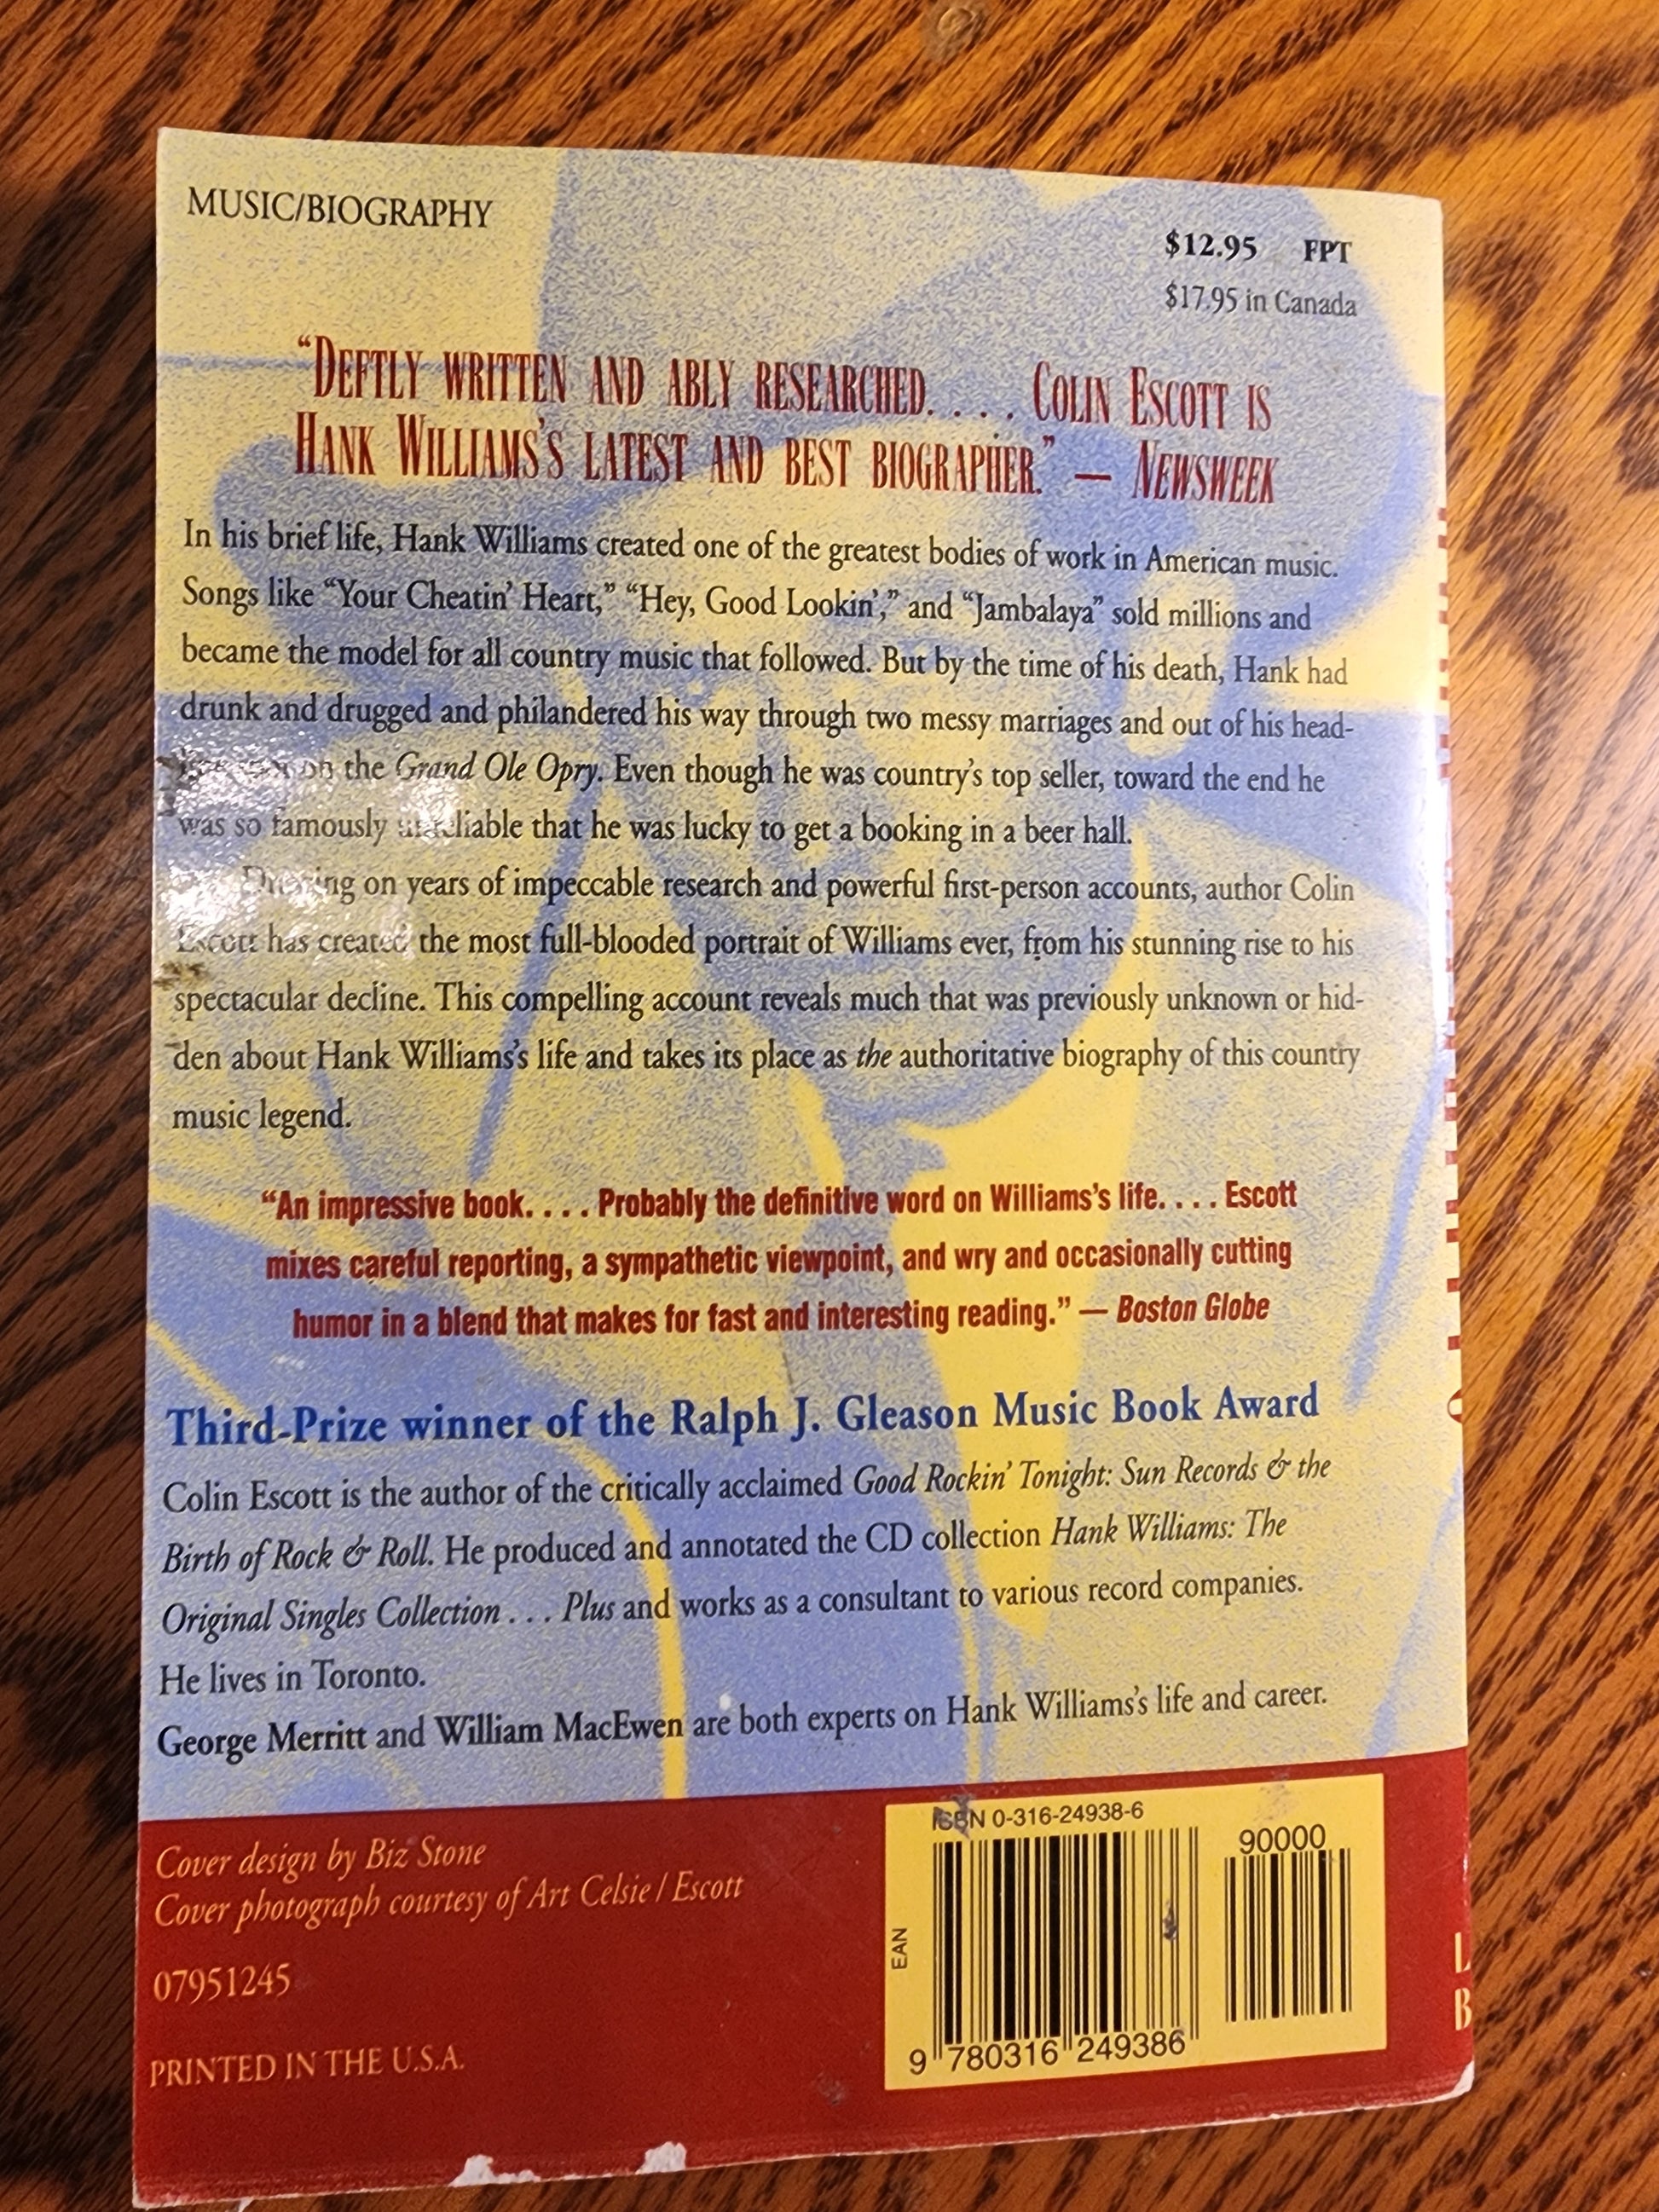 MUSIC/BIOGRAPHY
$12.95 FPT
$17.95 in Canada
“DEFTLY WRITTEN AND ABLY RESEARCHED. . . . COLIN ESCOTT IS
HANK WILLIAMS’S LATEST AND BEST BIOGRAPHER.” — NEWSWEEK
In his brief life, Hank Williams created one of the greatest bodies of work in American music.
Songs like “Your Cheatin’ Heart,” “Hey, Good Lookin’,” and “Jambalaya” sold millions and
became the model for all country music that followed. But by the time of his death, Hank had
drunk and drugged and philandered his way through two messy marriages and out of his head-
on the Grand Ole Opry. Even though he was country’s top seller, toward the end he
was so famously unreliable that he was lucky to get a booking in a beer hall.
Drawing on years of impeccable research and powerful first-person accounts, author Colin
Escott has created the most full-blooded portrait of Williams ever, from his stunning rise to his
spectacular decline. This compelling account reveals much that was previously unknown or hid-
den about Hank Williams’s life and takes its place as the authoritative biography of this country
music legend.
“An impressive book. . . . Probably the definitive word on Williams’s life. . . . Escott
mixes careful reporting, a sympathetic viewpoint, and wry and occasionally cutting
humor in a blend that makes for fast and interesting reading.” — Boston Globe
Third-Prize winner of the Ralph J. Gleason Music Book Award
Colin Escott is the author of the critically acclaimed Good Rockin’ Tonight: Sun Records & the
Birth of Rock & Roll. He produced and annotated the CD collection Hank Williams: The
Original Singles Collection . . . Plus and works as a consultant to various record companies.
He lives in Toronto.
George Merritt and William MacEwen are both experts on Hank Williams’s life and career.
Cover design by Biz Stone
Cover photograph courtesy of Art Celsie / Escott
07951245
PRINTED IN THE U.S.A.
ISBN 0-316-24938-6
90000
EAN
9 780316 249386
L
B